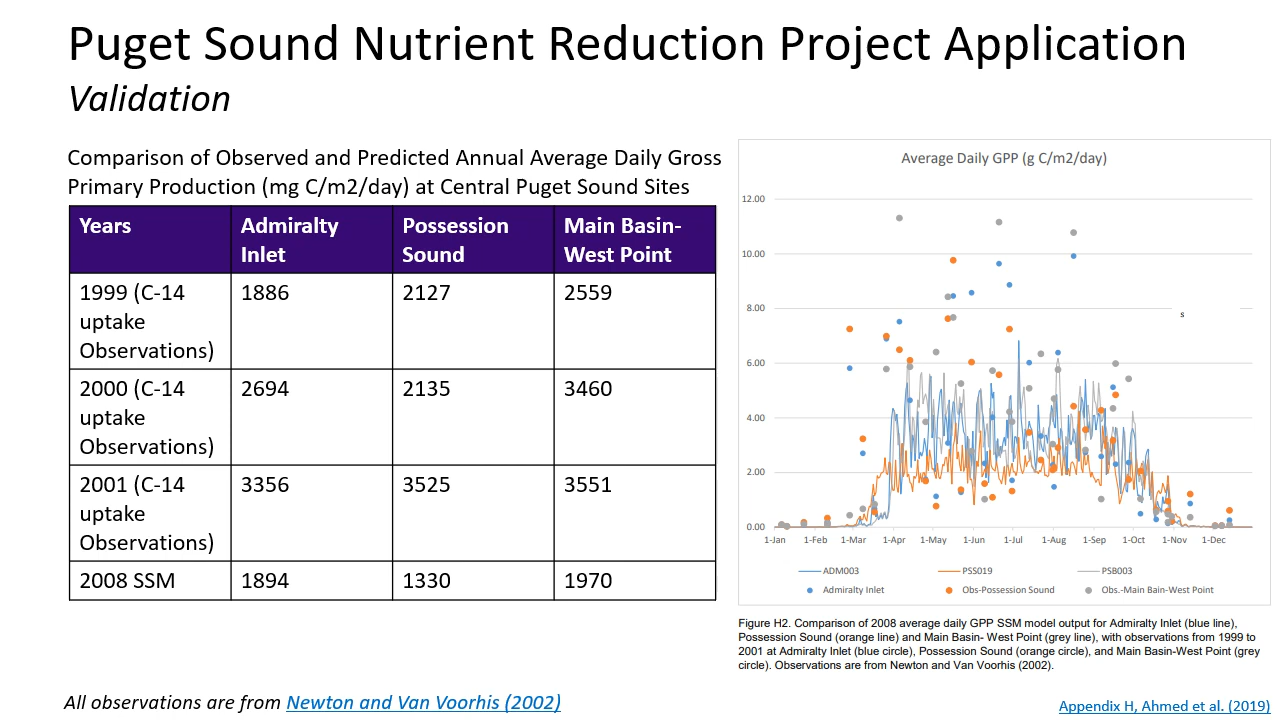 Puget Sound Nutrient Reduction Project Application
Validation
Comparison of Observed and Predicted Annual Average Daily Gross
Primary Production (mg C/m2/day) at Central Puget Sound Sites
Years
Admiralty
Inlet
Possession
Sound
Main Basin-
West Point
1999 (C-14
uptake
Observations)
1886
2127
2559
2000 (C-14
uptake
Observations)
2694
2135
3460
2001 (C-14
uptake
Observations)
3356
3525
3551
2008 SSM
1894
1330
1970
All observations are from Newton and Van Voorhis (2002)
Average Daily GPP (g C/m2/day)
12.00
10.00
8.00
6.00
4.00
2.00
0.00
s
1-Jan 1-Feb 1-Mar 1-Apr 1-May 1-Jun 1-Jul 1-Aug 1-Sep 1-Oct 1-Nov 1-Dec
ADM003 PSS019 PSB003
Admiralty Inlet Obs-Possession Sound Obs.-Main Bain-West Point
Figure H2. Comparison of 2008 average daily GPP SSM model output for Admiralty Inlet (blue line),
Possession Sound (orange line) and Main Basin- West Point (grey line), with observations from 1999 to
2001 at Admiralty Inlet (blue circle), Possession Sound (orange circle), and Main Basin-West Point (grey
circle). Observations are from Newton and Van Voorhis (2002).
Appendix H, Ahmed et al. (2019)